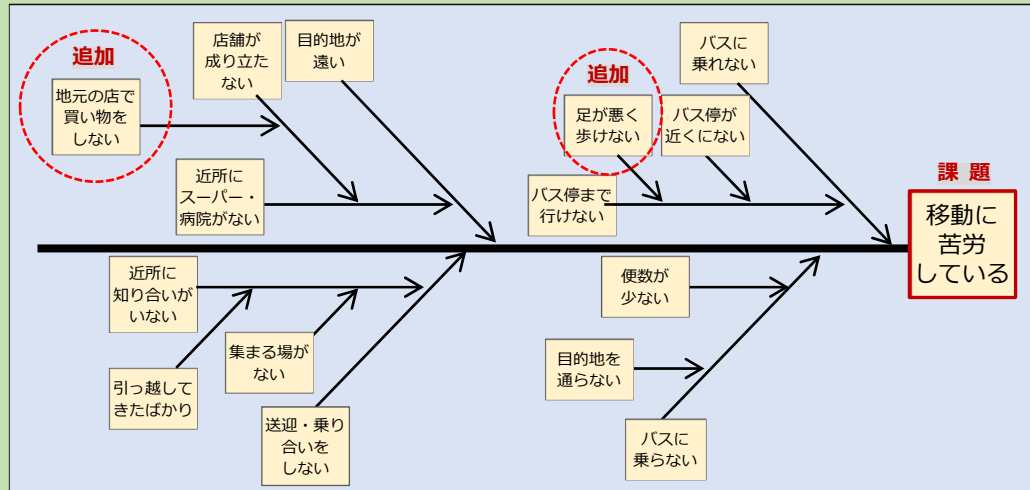 追加
地元の店で
買い物を
しない
店舗が
成り立た
ない
目的地が
遠い
近所に
スーパー・
病院がない
追加
足が悪く
歩けない
バス停が
近くにない
バスに
乗れない
バス停まで
行けない
課 題
移動に
苦労
している
近所に
知り合いが
いない
引っ越して
きたばかり
集まる場が
ない
送迎・乗り
合いを
しない
便数が
少ない
目的地を
通らない
バスに
乗らない